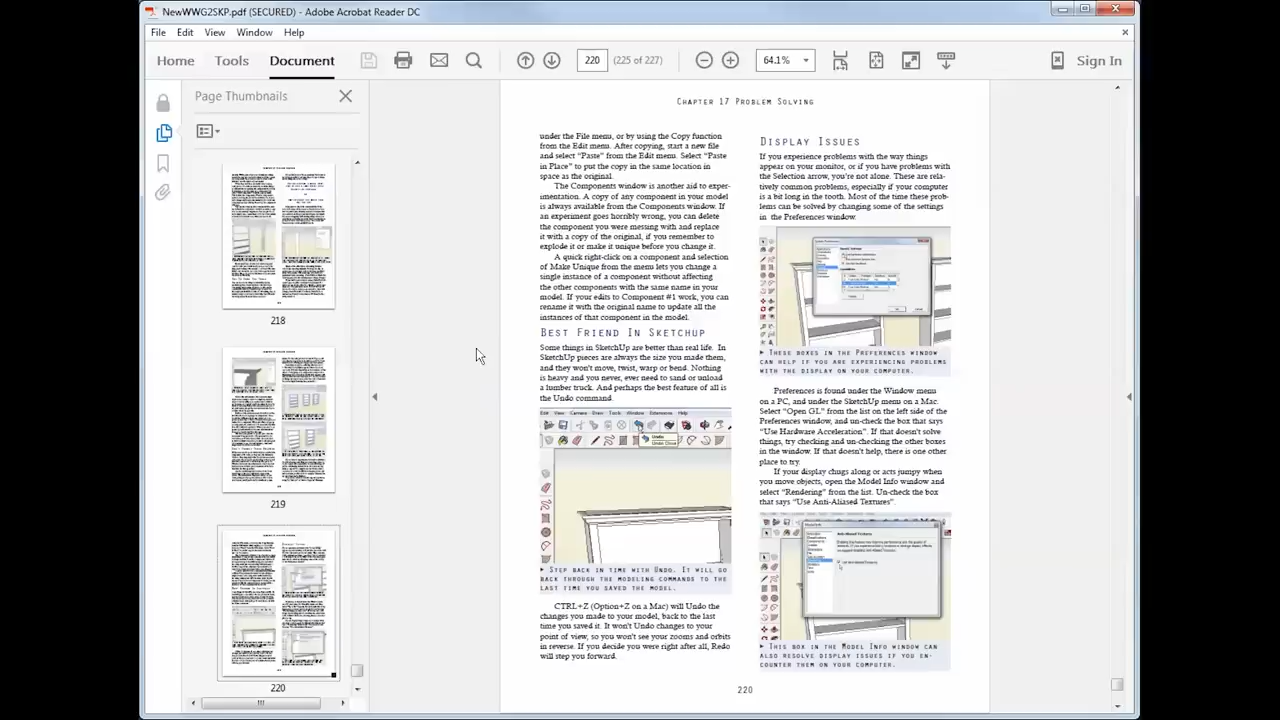 NewWWG2SKP.pdf (SECURED) - Adobe Acrobat Reader DC
File Edit View Window Help
Home Tools Document 220 (225 of 227) 64.1% Sign In
Page Thumbnails
218
219
220
Chapter 17 Problem Solving
under the File menu, or by using the Copy function
from the Edit menu. After copying, start a new file
and select “Paste” from the Edit menu. Select “Paste
in Place” to put the copy in the same location in
space as the original.
The Components window is another aid to exper-
imentation. A copy of any component in your model
is always available from the Components window. If
an experiment goes horribly wrong, you can delete
the component you were messing with and replace
it with a copy of the original, if you remember to
explode it or make it unique before you change it.
A quick right-click on a component and selection
of Make Unique from the menu lets you change a
single instance of a component without affecting
the other components with the same name in your
model. If your edits to Component #1 work, you can
rename it with the original name to update all the
instances of that component in the model.
Best Friend In SketchUp
Some things in SketchUp are better than real life. In
SketchUp pieces are always the size you made them,
and they won't move, twist, warp or bend. Nothing
is heavy and you never, ever need to sand or unload
a lumber truck. And perhaps the best feature of all is
the Undo command.
Edit View Camera Draw Tools Window Extensions Help
Undo
▶ Step back in time with Undo. It will go
back through the modeling commands to the
last time you saved the model.
CTRL+Z (Option+Z on a Mac) will Undo the
changes you made to your model, back to the last
time you saved it. It won't Undo changes to your
point of view, so you won't see your zooms and orbits
in reverse. If you decide you were right after all, Redo
will step you forward.
Display Issues
If you experience problems with the way things
appear on your monitor, or if you have problems with
the Selection arrow, you're not alone. These are rela-
tively common problems, especially if your computer
is a bit long in the tooth. Most of the time these prob-
lems can be solved by changing some of the settings
in the Preferences window.
▶ These boxes in the Preferences window
can help if you are experiencing problems
with the display on your computer.
Preferences is found under the Window menu
on a PC, and under the SketchUp menu on a Mac.
Select “Open GL” from the list on the left side of the
Preference window, and un-check the box that says
“Use Hardware Acceleration”. If that doesn't solve
things, try checking and un-checking the other boxes
in the window. If that doesn't help, there is one other
place to try.
If your display chugs along or acts jumpy when
you move objects, open the Model Info window and
select “Rendering” from the list. Un-check the box
that says “Use Anti-Aliased Textures”.
▶ This box in the Model Info window can
also resolve display issues if you en-
counter them on your computer.
220